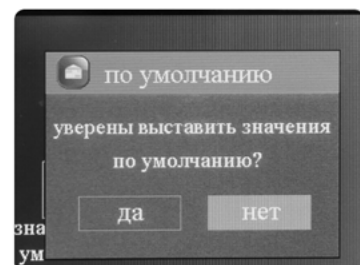 по умолчанию
уверены выставить значения
по умолчанию?
да нет
зна
ум